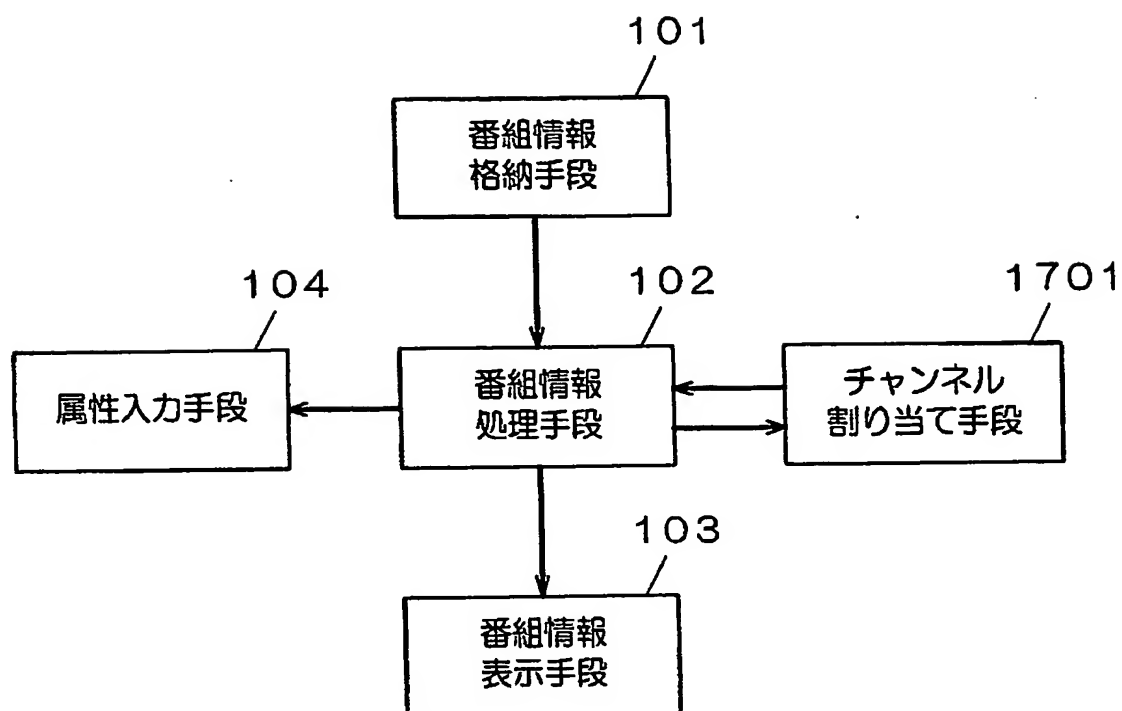 101
番組情報
格納手段
104
102
1701
属性入力手段
番組情報
処理手段
チャンネル
割り当て手段
103
番組情報
表示手段